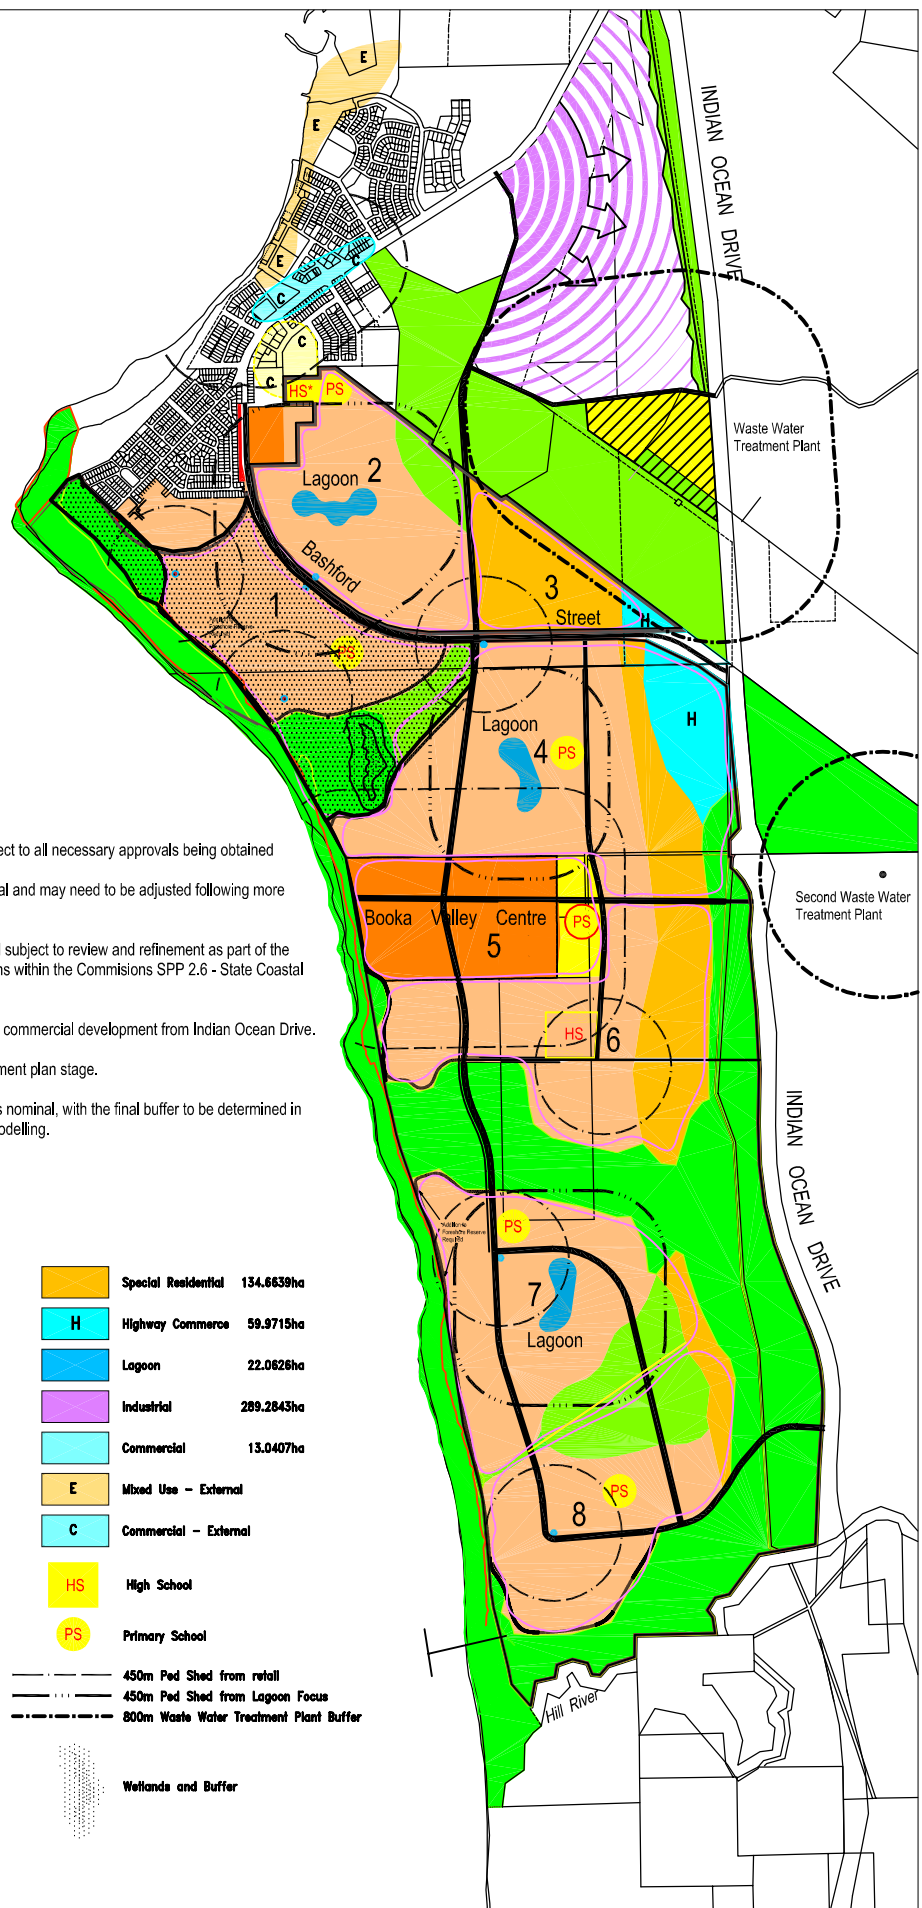 E
E
INDIAN OCEAN DRIVE
E
C
C
C
C
HS*
PS
Waste Water
Treatment Plant
Lagoon
2
Bashford
1
3
Street
H
PS
Lagoon
4
PS
H
ect to all necessary approvals being obtained
al and may need to be adjusted following more
subject to review and refinement as part of the
ns within the Commisions SPP 2.6 - State Coastal
commercial development from Indian Ocean Drive.
ment plan stage.
s nominal, with the final buffer to be determined in
odelling.
Second Waste Water
Treatment Plant
Booka Valley Centre
PS
5
HS
6
INDIAN OCEAN DRIVE
Additional
Foreshore Reserve
Required
PS
7
Lagoon
PS
8
Hill River
Special Residential 134.6639ha
H Highway Commerce 59.9715ha
Lagoon 22.0626ha
Industrial 289.2843ha
Commercial 13.0407ha
E Mixed Use - External
C Commercial - External
HS High School
PS Primary School
450m Ped Shed from retail
450m Ped Shed from Lagoon Focus
800m Waste Water Treatment Plant Buffer
Wetlands and Buffer